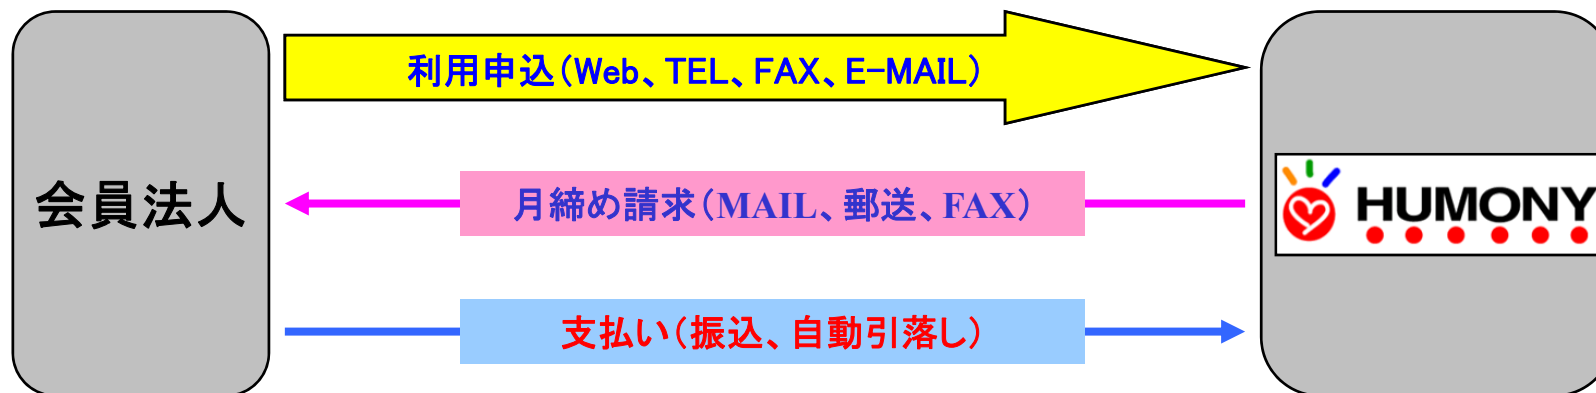 利用申込(Web、TEL、FAX、E-MAIL)
会員法人
月締め請求(MAIL、郵送、FAX)
HUMONY
支払い(振込、自動引落し)